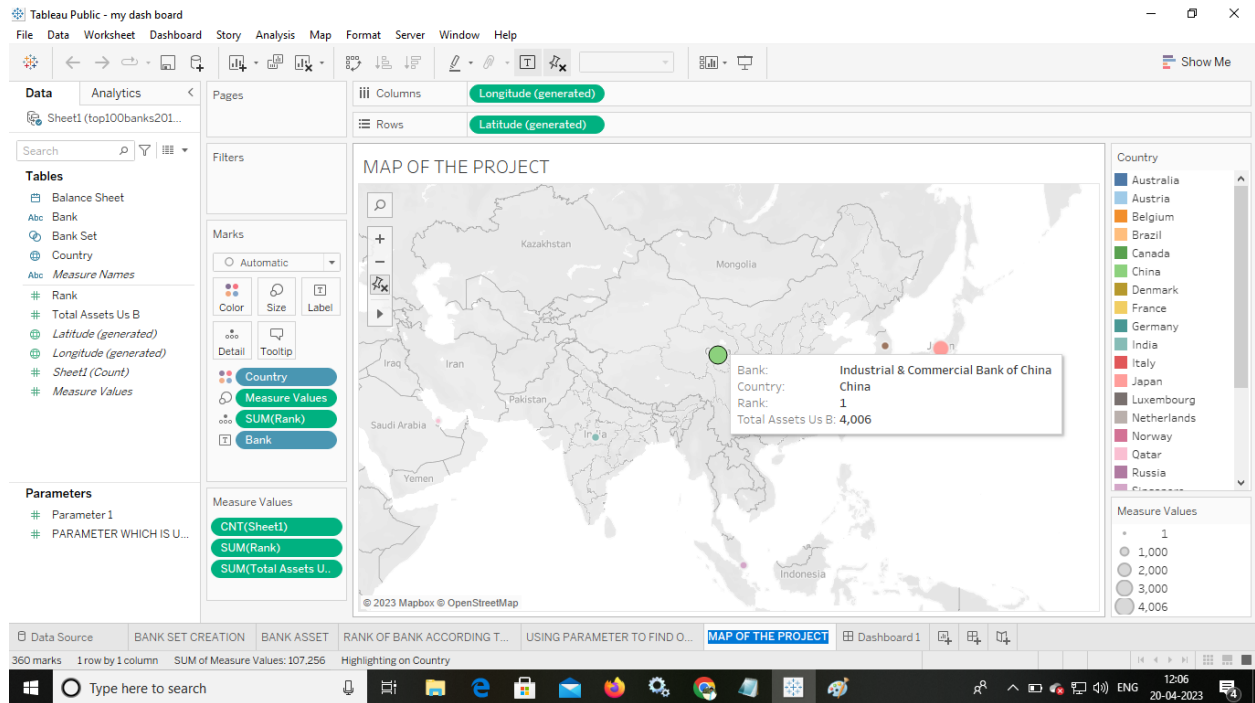 Tableau Public - my dash board
File Data Worksheet Dashboard Story Analysis Map Format Server Window Help
Show Me
Data Analytics
Pages
iii Columns Longitude (generated)
Sheet1 (top100banks201...
Rows Latitude (generated)
Search
Filters
MAP OF THE PROJECT
Country
Tables
Balance Sheet
Abc Bank
Bank Set
Country
Abc Measure Names
# Rank
# Total Assets Us B
Latitude (generated)
Longitude (generated)
# Sheet1 (Count)
# Measure Values
Marks
Automatic
Color Size Label
Detail Tooltip
Country
Measure Values
SUM(Rank)
Bank
Measure Values
CNT(Sheet1)
SUM(Rank)
SUM(Total Assets U..
Parameters
# Parameter 1
# PARAMETER WHICH IS U...
Kazakhstan
Mongolia
Iraq
Iran
Pakistan
Saudi Arabia
India
Yemen
Indonesia
Bank: Industrial & Commercial Bank of China
Country: China
Rank: 1
Total Assets Us B: 4,006
© 2023 Mapbox © OpenStreetMap
Australia
Austria
Belgium
Brazil
Canada
China
Denmark
France
Germany
India
Italy
Japan
Luxembourg
Netherlands
Norway
Qatar
Russia
Singapore
Measure Values
1
1,000
2,000
3,000
4,006
Data Source BANK SET CREATION BANK ASSET RANK OF BANK ACCORDING T... USING PARAMETER TO FIND O... MAP OF THE PROJECT Dashboard 1
360 marks 1 row by 1 column SUM of Measure Values: 107,256 Highlighting on Country
Type here to search
ENG
12:06
20-04-2023
4